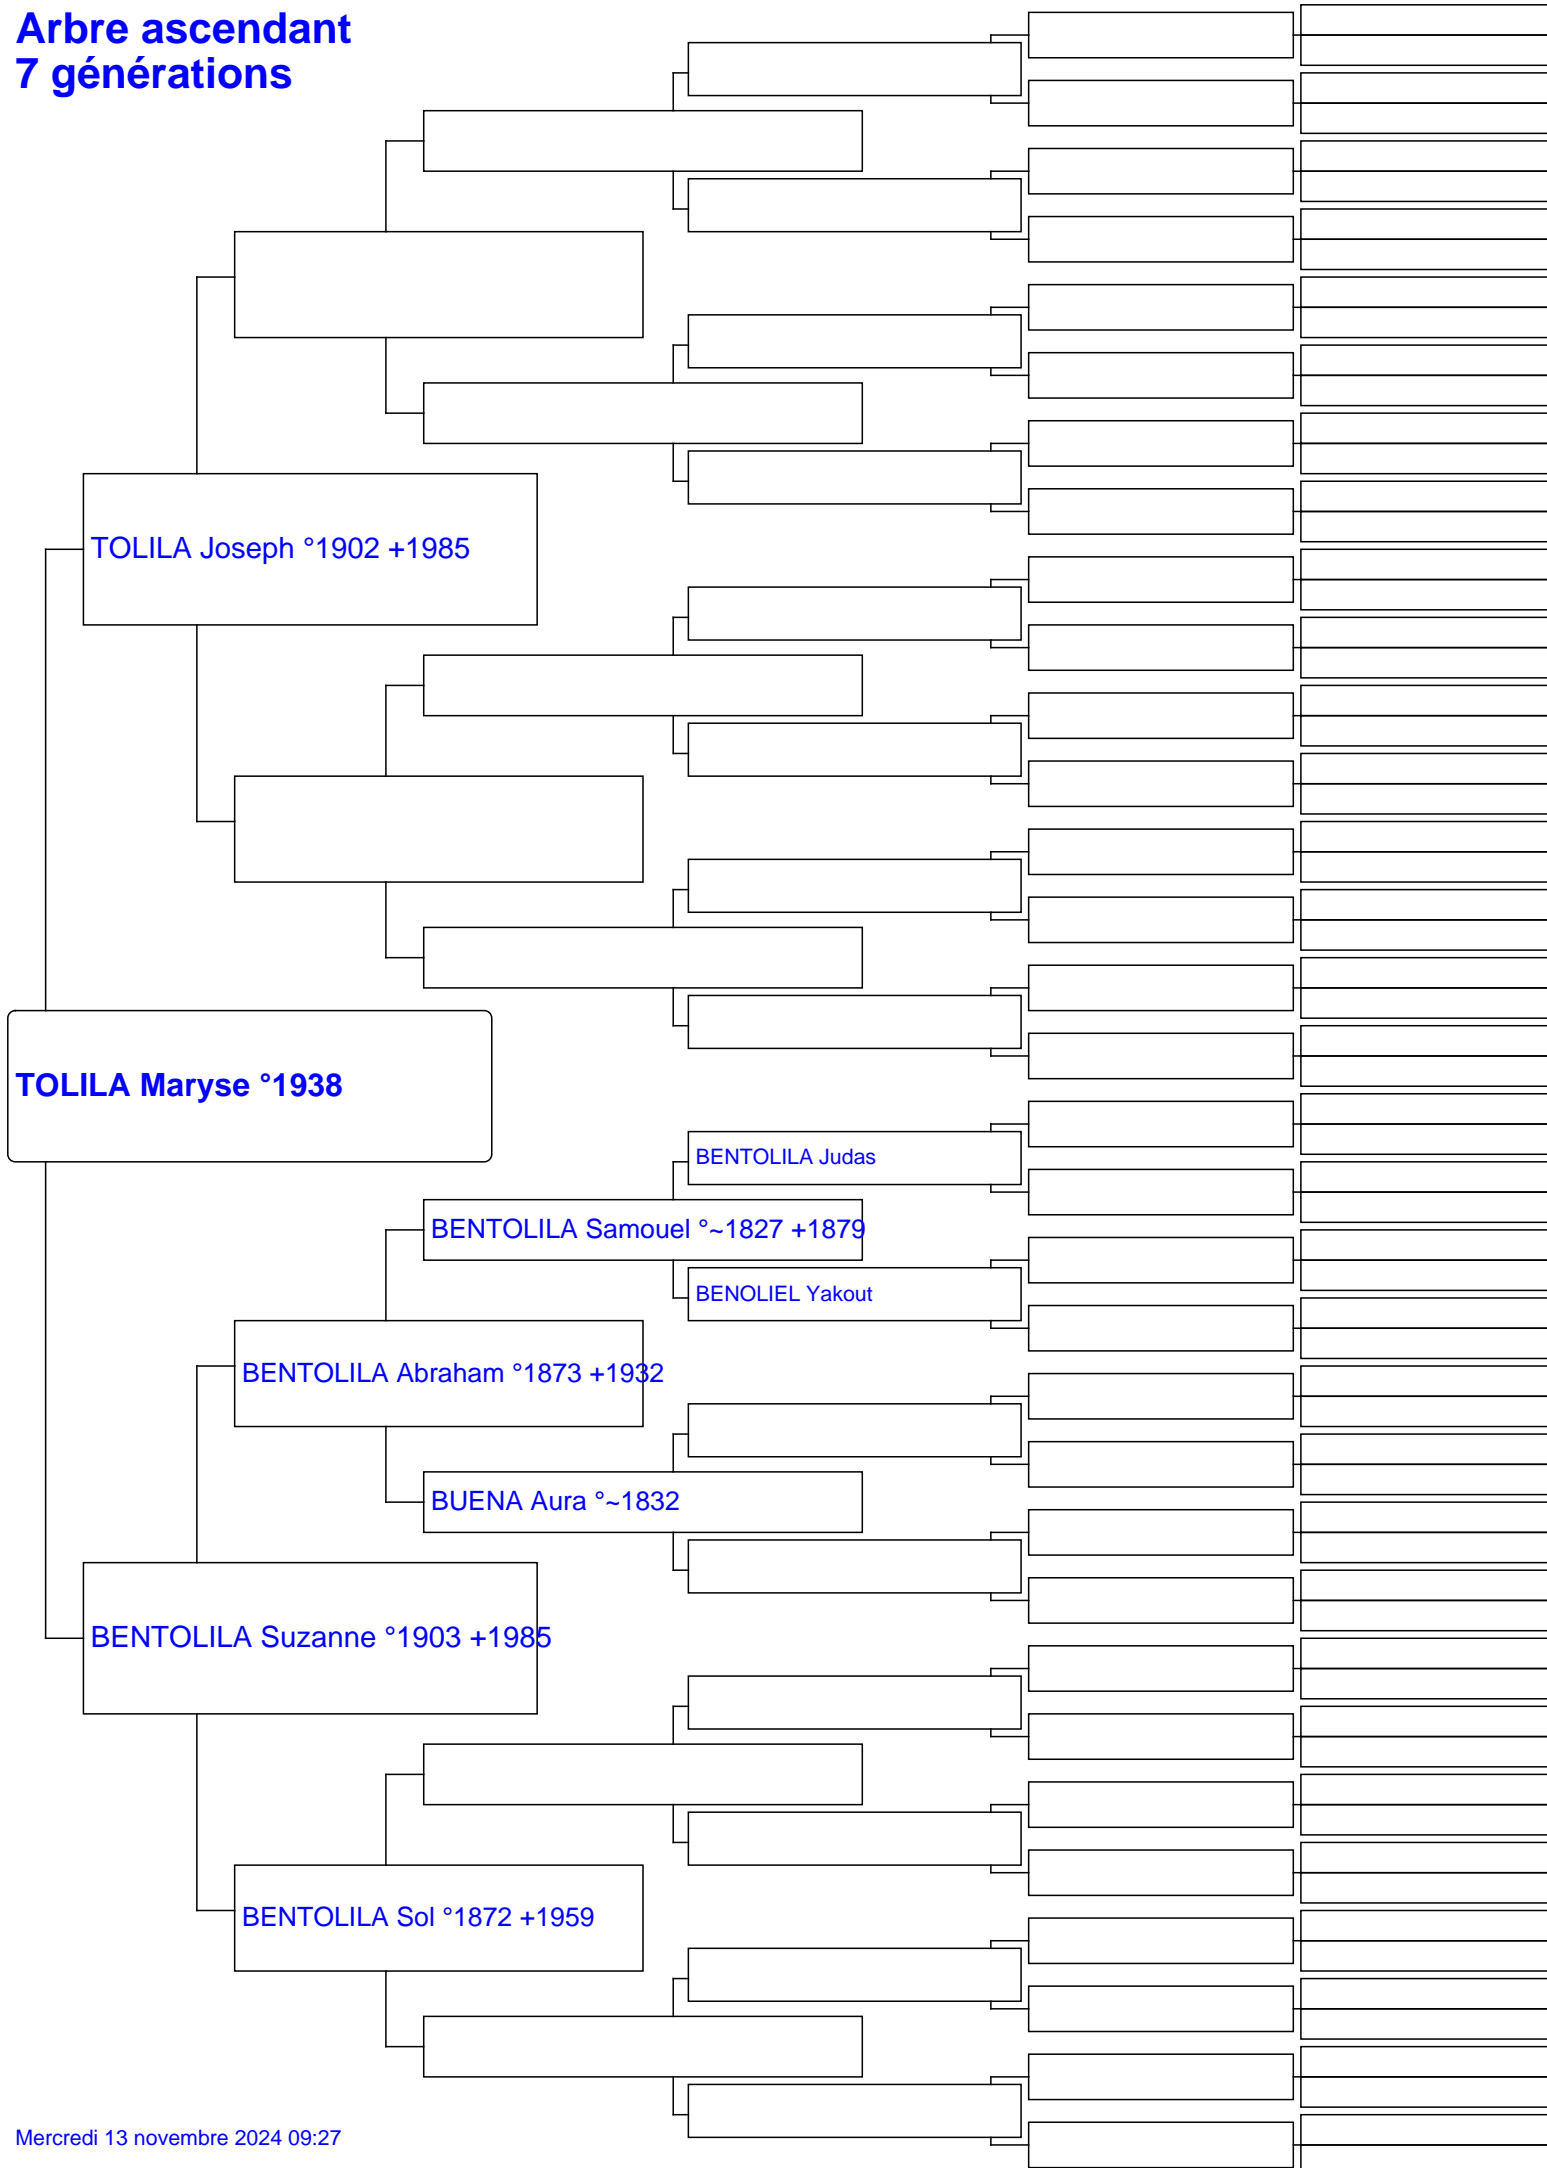 Arbre ascendant
7 générations
TOLILA Joseph °1902 +1985
TOLILA Maryse °1938
BENTOLILA Judas
BENTOLILA Samouel °~1827 +1879
BENOLIEL Yakout
BENTOLILA Abraham °1873 +1932
BUENA Aura °~1832
BENTOLILA Suzanne °1903 +1985
BENTOLILA Sol °1872 +1959
Mercredi 13 novembre 2024 09:27